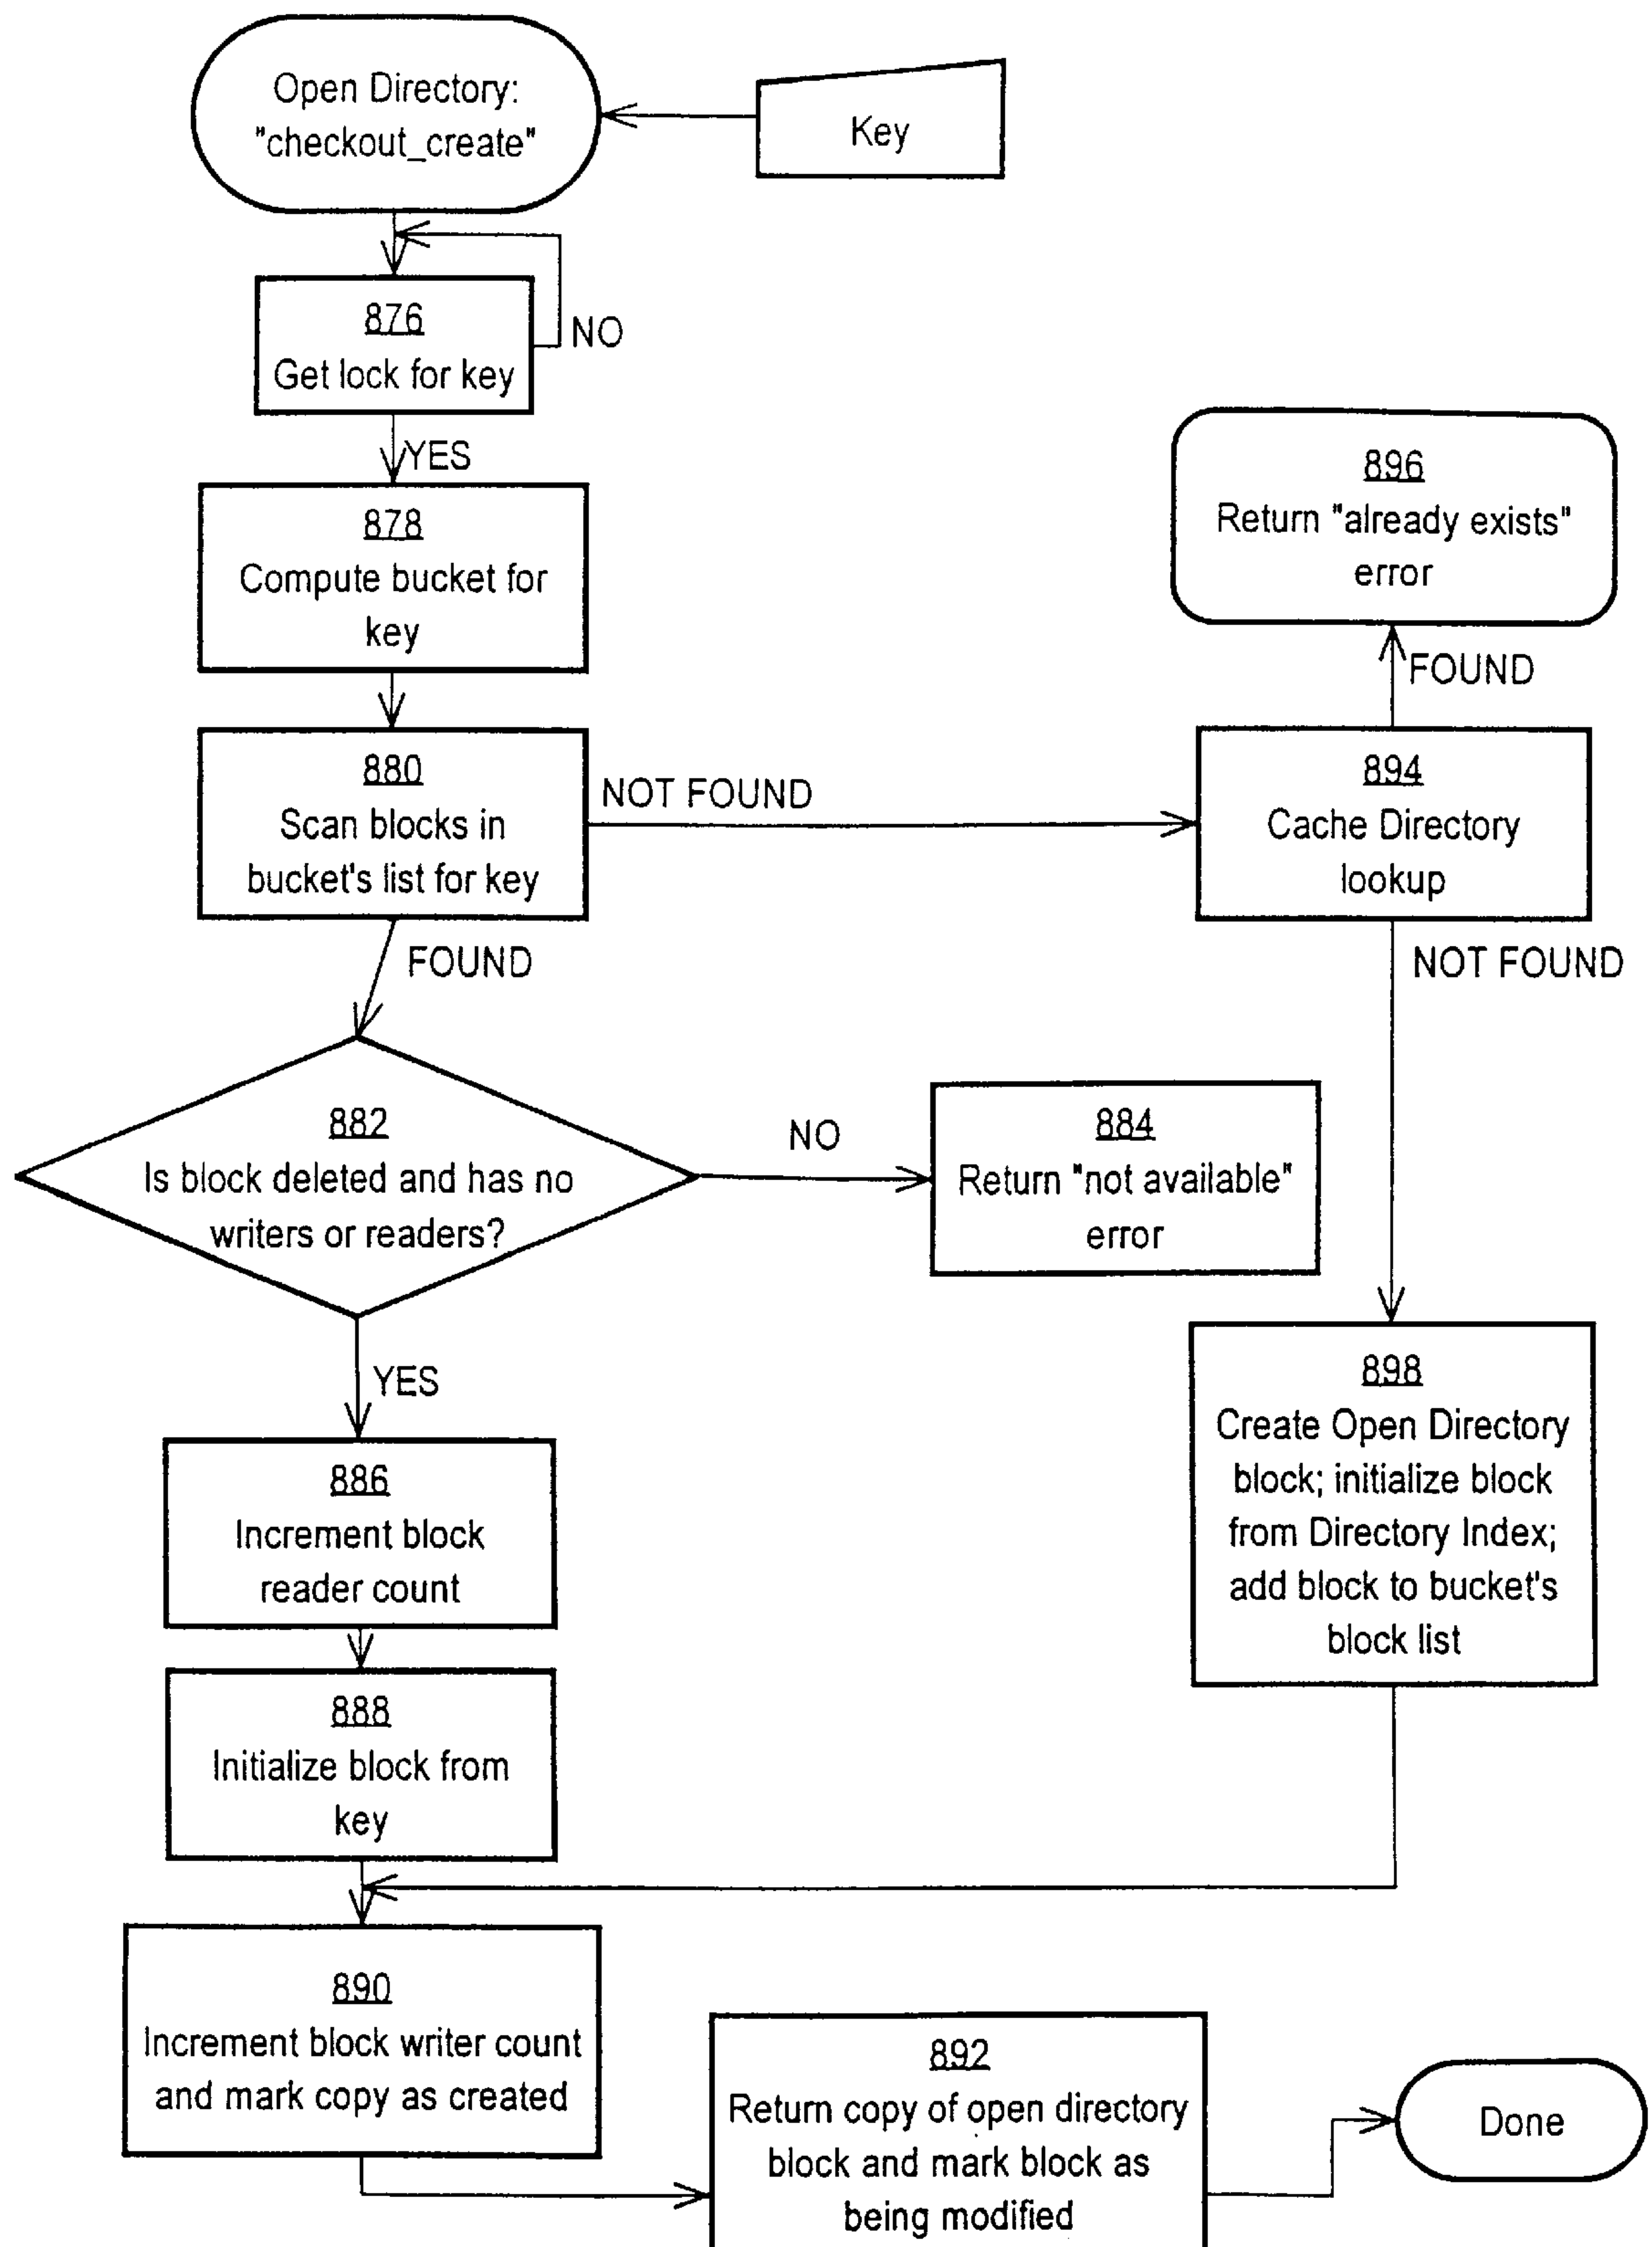 Open Directory:
"checkout_create"
Key
876
Get lock for key
NO
YES
878
Compute bucket for
key
880
Scan blocks in
bucket's list for key
NOT FOUND
894
Cache Directory
lookup
FOUND
896
Return "already exists"
error
NOT FOUND
FOUND
882
Is block deleted and has no
writers or readers?
NO
884
Return "not available"
error
YES
886
Increment block
reader count
888
Initialize block from
key
898
Create Open Directory
block; initialize block
from Directory Index;
add block to bucket's
block list
890
Increment block writer count
and mark copy as created
892
Return copy of open directory
block and mark block as
being modified
Done